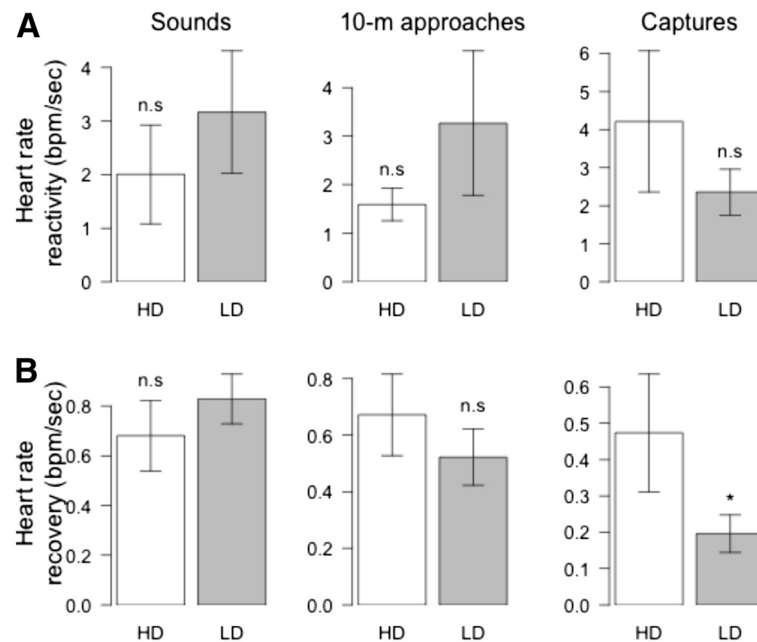 A
Sounds
10-m approaches
Captures
Heart rate
reactivity (bpm/sec)
4
3
2
1
0
n.s
HD
LD
4
3
2
1
0
n.s
HD
LD
6
5
4
3
2
1
0
n.s
HD
LD
B
Heart rate
recovery (bpm/sec)
0.8
0.6
0.4
0.2
0.0
n.s
HD
LD
0.8
0.6
0.4
0.2
0.0
n.s
HD
LD
0.6
0.5
0.4
0.3
0.2
0.1
0.0
*
HD
LD